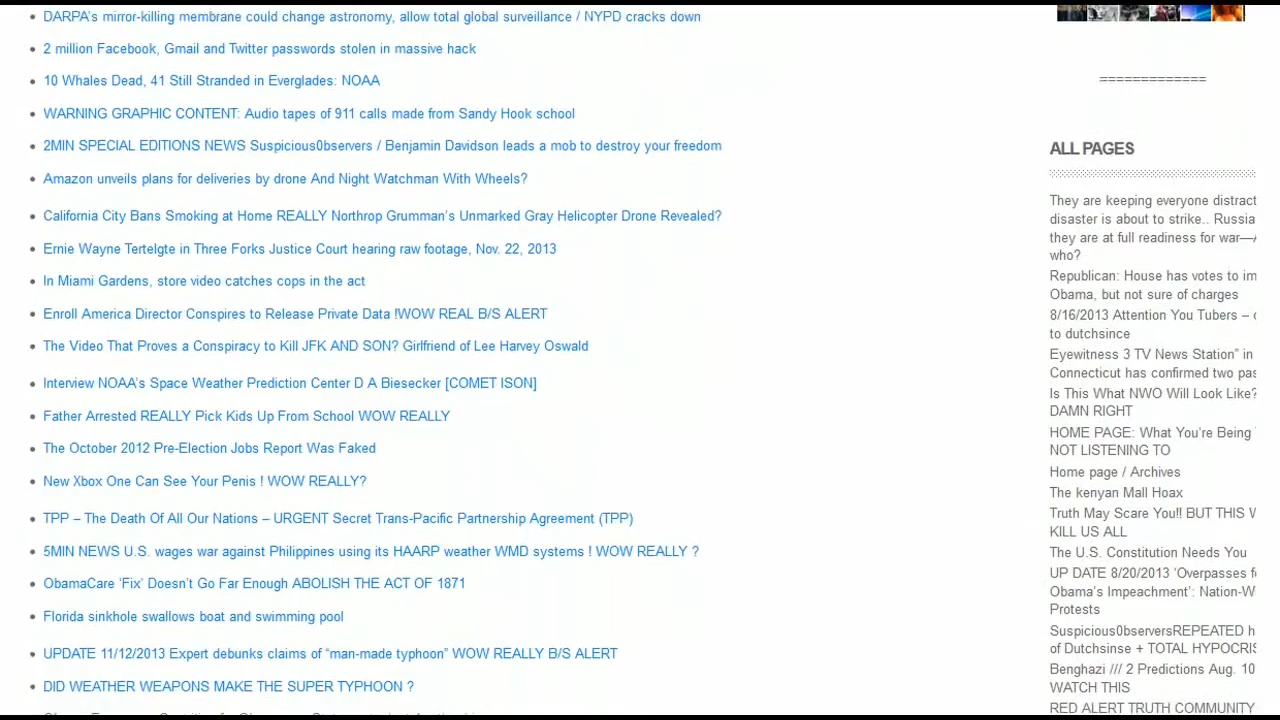 DARPA's mirror-killing membrane could change astronomy, allow total global surveillance / NYPD cracks down
2 million Facebook, Gmail and Twitter passwords stolen in massive hack
10 Whales Dead, 41 Still Stranded in Everglades: NOAA
WARNING GRAPHIC CONTENT: Audio tapes of 911 calls made from Sandy Hook school
2MIN SPECIAL EDITIONS NEWS Suspicious0bservers / Benjamin Davidson leads a mob to destroy your freedom
Amazon unveils plans for deliveries by drone And Night Watchman With Wheels?
California City Bans Smoking at Home REALLY Northrop Grumman's Unmarked Gray Helicopter Drone Revealed?
Ernie Wayne Tertelgte in Three Forks Justice Court hearing raw footage, Nov. 22, 2013
In Miami Gardens, store video catches cops in the act
Enroll America Director Conspires to Release Private Data !WOW REAL B/S ALERT
The Video That Proves a Conspiracy to Kill JFK AND SON? Girlfriend of Lee Harvey Oswald
Interview NOAA's Space Weather Prediction Center D A Biesecker [COMET ISON]
Father Arrested REALLY Pick Kids Up From School WOW REALLY
The October 2012 Pre-Election Jobs Report Was Faked
New Xbox One Can See Your Penis ! WOW REALLY?
TPP – The Death Of All Our Nations – URGENT Secret Trans-Pacific Partnership Agreement (TPP)
5MIN NEWS U.S. wages war against Philippines using its HAARP weather WMD systems ! WOW REALLY ?
ObamaCare 'Fix' Doesn't Go Far Enough ABOLISH THE ACT OF 1871
Florida sinkhole swallows boat and swimming pool
UPDATE 11/12/2013 Expert debunks claims of "man-made typhoon" WOW REALLY B/S ALERT
DID WEATHER WEAPONS MAKE THE SUPER TYPHOON ?
=============
ALL PAGES
They are keeping everyone distract
disaster is about to strike.. Russia
they are at full readiness for war—
who?
Republican: House has votes to im
Obama, but not sure of charges
8/16/2013 Attention You Tubers –
to dutchsince
Eyewitness 3 TV News Station" in
Connecticut has confirmed two pas
Is This What NWO Will Look Like?
DAMN RIGHT
HOME PAGE: What You're Being
NOT LISTENING TO
Home page / Archives
The kenyan Mall Hoax
Truth May Scare You!! BUT THIS W
KILL US ALL
The U.S. Constitution Needs You
UP DATE 8/20/2013 'Overpasses fo
Obama's Impeachment': Nation-W
Protests
Suspicious0bserversREPEATED h
of Dutchsinse + TOTAL HYPOCRIS
Benghazi /// 2 Predictions Aug. 10
WATCH THIS
RED ALERT TRUTH COMMUNITY